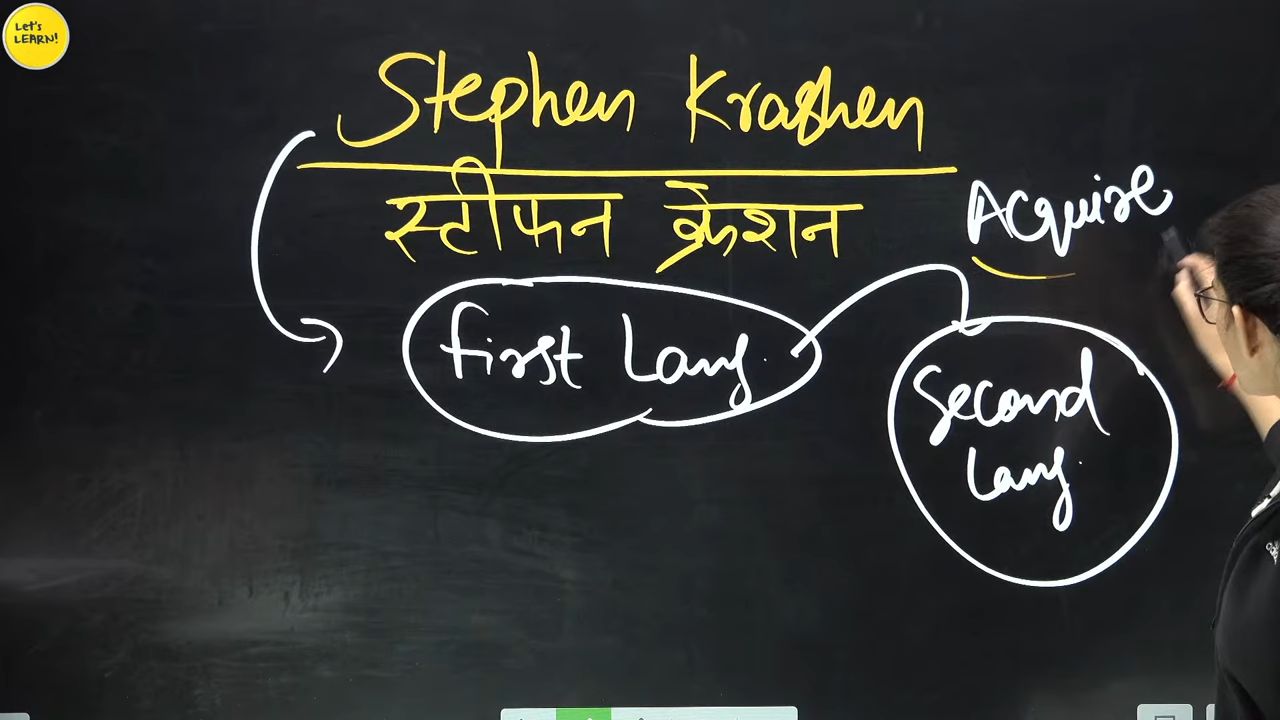 Let's
LEARN!
Stephen Krashen
स्टीफन क्रेशन
Acquire
first Lang.
Second
Lang.